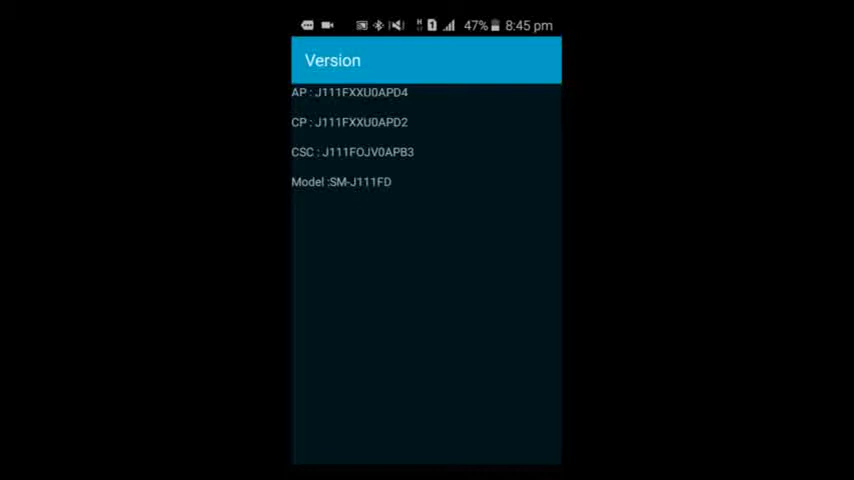 47% 8:45 pm
Version
AP : J111FXXU0APD4
CP : J111FXXU0APD2
CSC : J111FOJV0APB3
Model :SM-J111FD